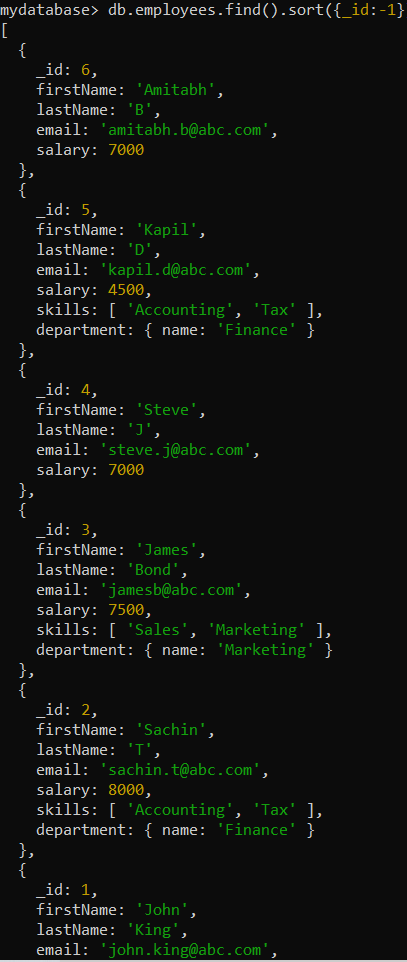 mydatabase> db.employees.find().sort({_id:-1}
[
  {
    _id: 6,
    firstName: 'Amitabh',
    lastName: 'B',
    email: 'amitabh.b@abc.com',
    salary: 7000
  },
  {
    _id: 5,
    firstName: 'Kapil',
    lastName: 'D',
    email: 'kapil.d@abc.com',
    salary: 4500,
    skills: [ 'Accounting', 'Tax' ],
    department: { name: 'Finance' }
  },
  {
    _id: 4,
    firstName: 'Steve',
    lastName: 'J',
    email: 'steve.j@abc.com',
    salary: 7000
  },
  {
    _id: 3,
    firstName: 'James',
    lastName: 'Bond',
    email: 'jamesb@abc.com',
    salary: 7500,
    skills: [ 'Sales', 'Marketing' ],
    department: { name: 'Marketing' }
  },
  {
    _id: 2,
    firstName: 'Sachin',
    lastName: 'T',
    email: 'sachin.t@abc.com',
    salary: 8000,
    skills: [ 'Accounting', 'Tax' ],
    department: { name: 'Finance' }
  },
  {
    _id: 1,
    firstName: 'John',
    lastName: 'King',
    email: 'john.king@abc.com',